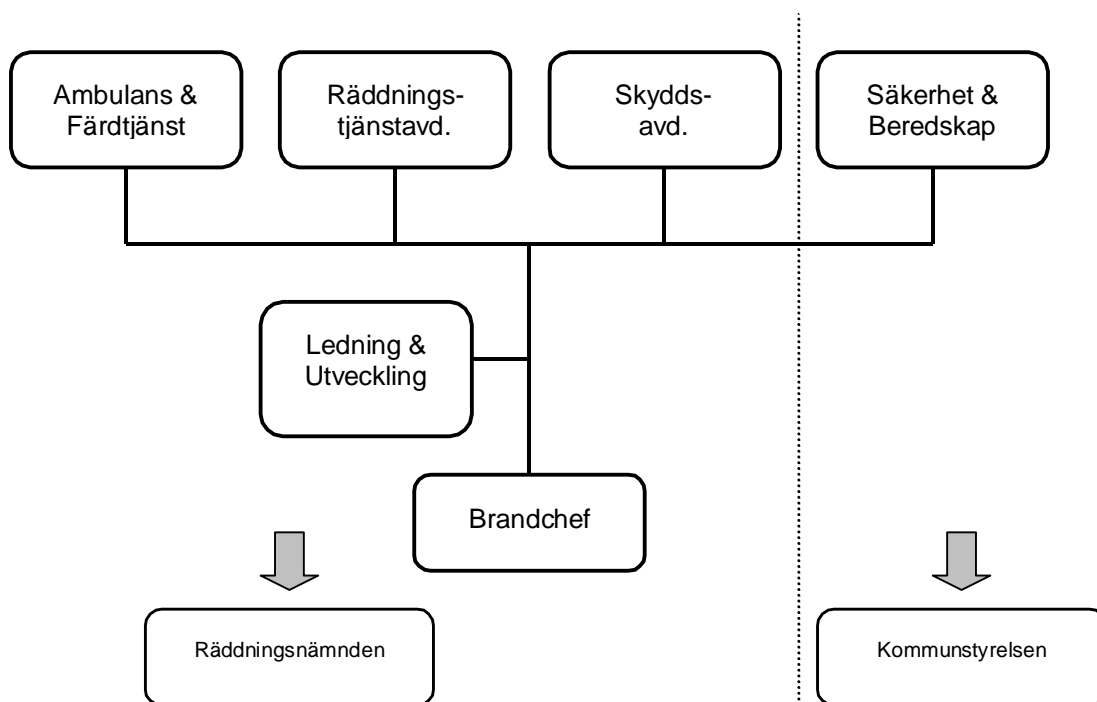 Ambulans &
Färdtjänst
Räddnings-
tjänstavd.
Skydds-
avd.
Säkerhet &
Beredskap
Ledning &
Utveckling
Brandchef
Räddningsnämnden
Kommunstyrelsen